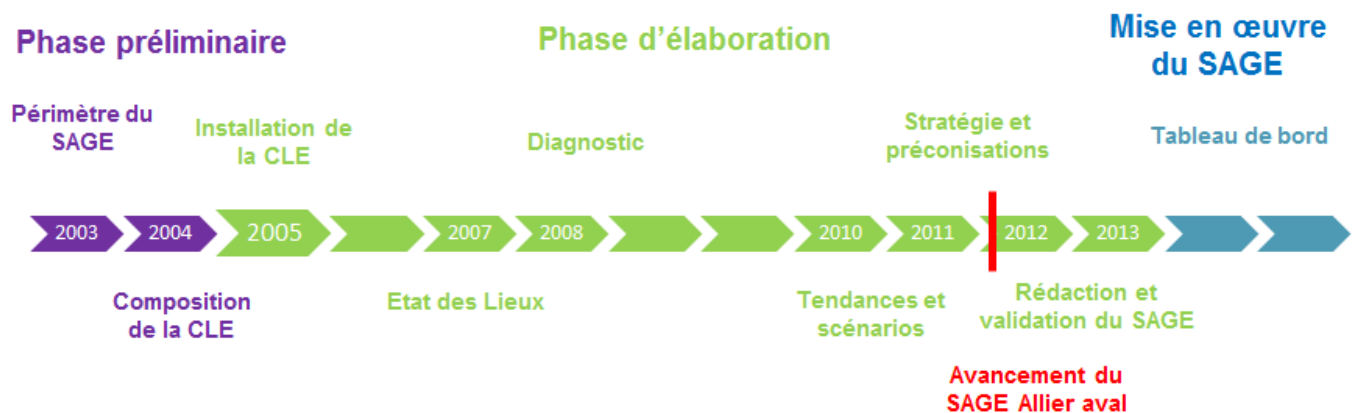 Phase préliminaire
Phase d'élaboration
Mise en œuvre
du SAGE
Périmètre du
SAGE
Installation de
la CLE
Diagnostic
Stratégie et
préconisations
Tableau de bord
2003
2004
2005
2007
2008
2010
2011
2012
2013
Composition
de la CLE
Etat des Lieux
Tendances et
scénarios
Rédaction et
validation du SAGE
Avancement du
SAGE Allier aval